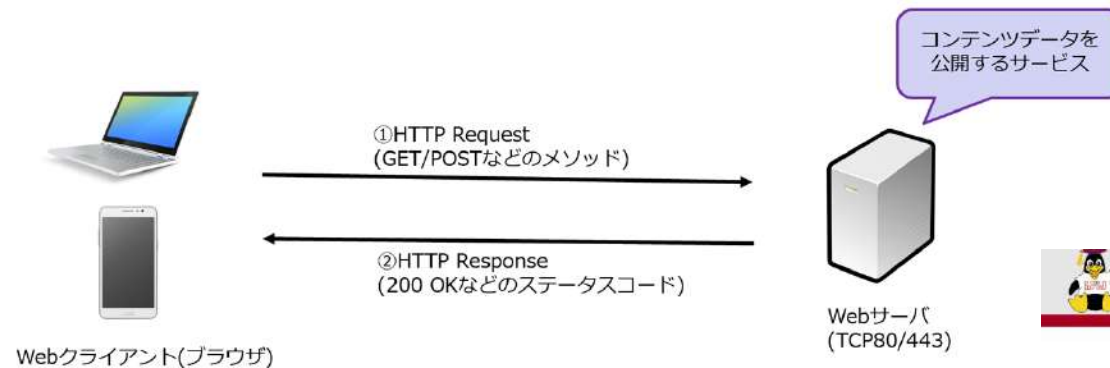 コンテンツデータを
公開するサービス
①HTTP Request
(GET/POSTなどのメソッド)
②HTTP Response
(200 OKなどのステータスコード)
Webサーバ
(TCP80/443)
Webクライアント(ブラウザ)